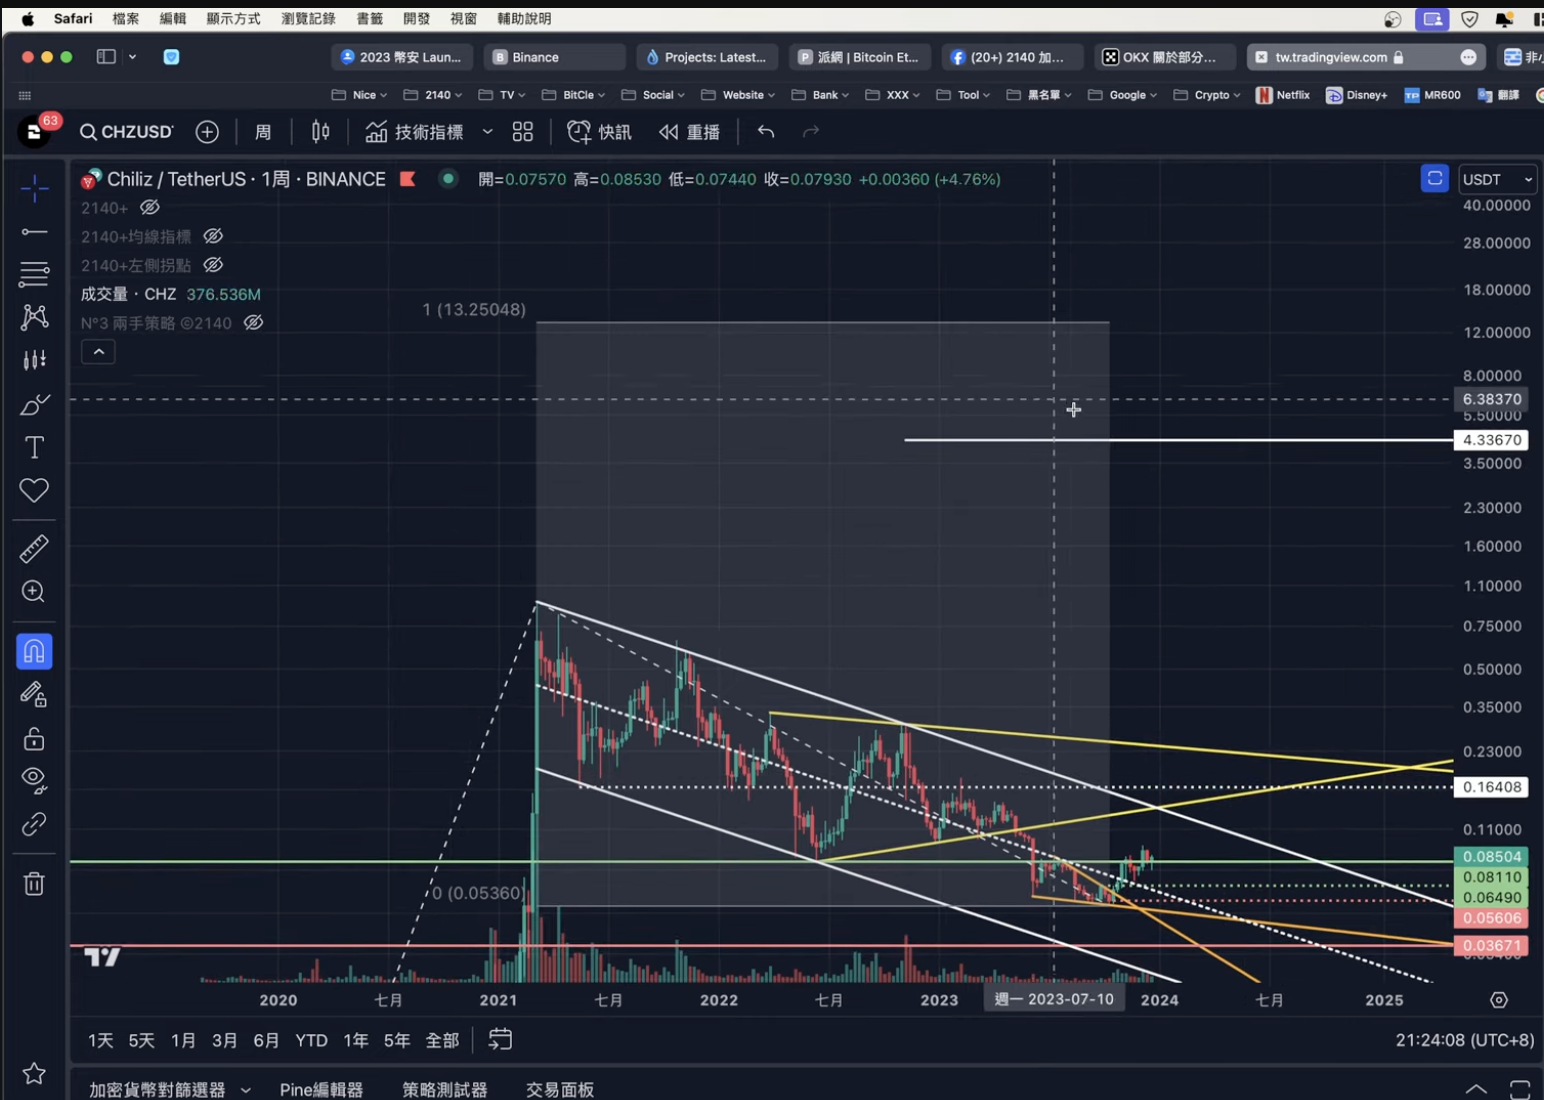 Safari 檔案 編輯 顯示方式 瀏覽記錄 書籤 開發 視窗 輔助說明
2023 幣安 Laun... B Binance Projects: Latest... P 派網 | Bitcoin Et... (20+) 2140 加... OKX 關於部分... tw.tradingview.com 非
Nice 2140 TV BitCle Social Website Bank XXX Tool 黑名單 Google Crypto Netflix Disney+ TP MR600 翻譯
63 CHZUSD 周 技術指標 快訊 重播
Chiliz / TetherUS · 1周 · BINANCE 開=0.07570 高=0.08530 低=0.07440 收=0.07930 +0.00360 (+4.76%) USDT
2140+
2140+均線指標
2140+左側拐點
成交量 · CHZ 376.536M
Nº3 兩手策略 ©2140
1 (13.25048)
0 (0.05360)
40.00000
28.00000
18.00000
12.00000
8.00000
6.38370
5.50000
4.33670
3.50000
2.30000
1.60000
1.10000
0.75000
0.50000
0.35000
0.23000
0.16408
0.11000
0.08504
0.08110
0.06490
0.05606
0.03671
2020 七月 2021 七月 2022 七月 2023 週一 2023-07-10 2024 七月 2025
1天 5天 1月 3月 6月 YTD 1年 5年 全部 21:24:08 (UTC+8)
加密貨幣對篩選器 Pine編輯器 策略測試器 交易面板